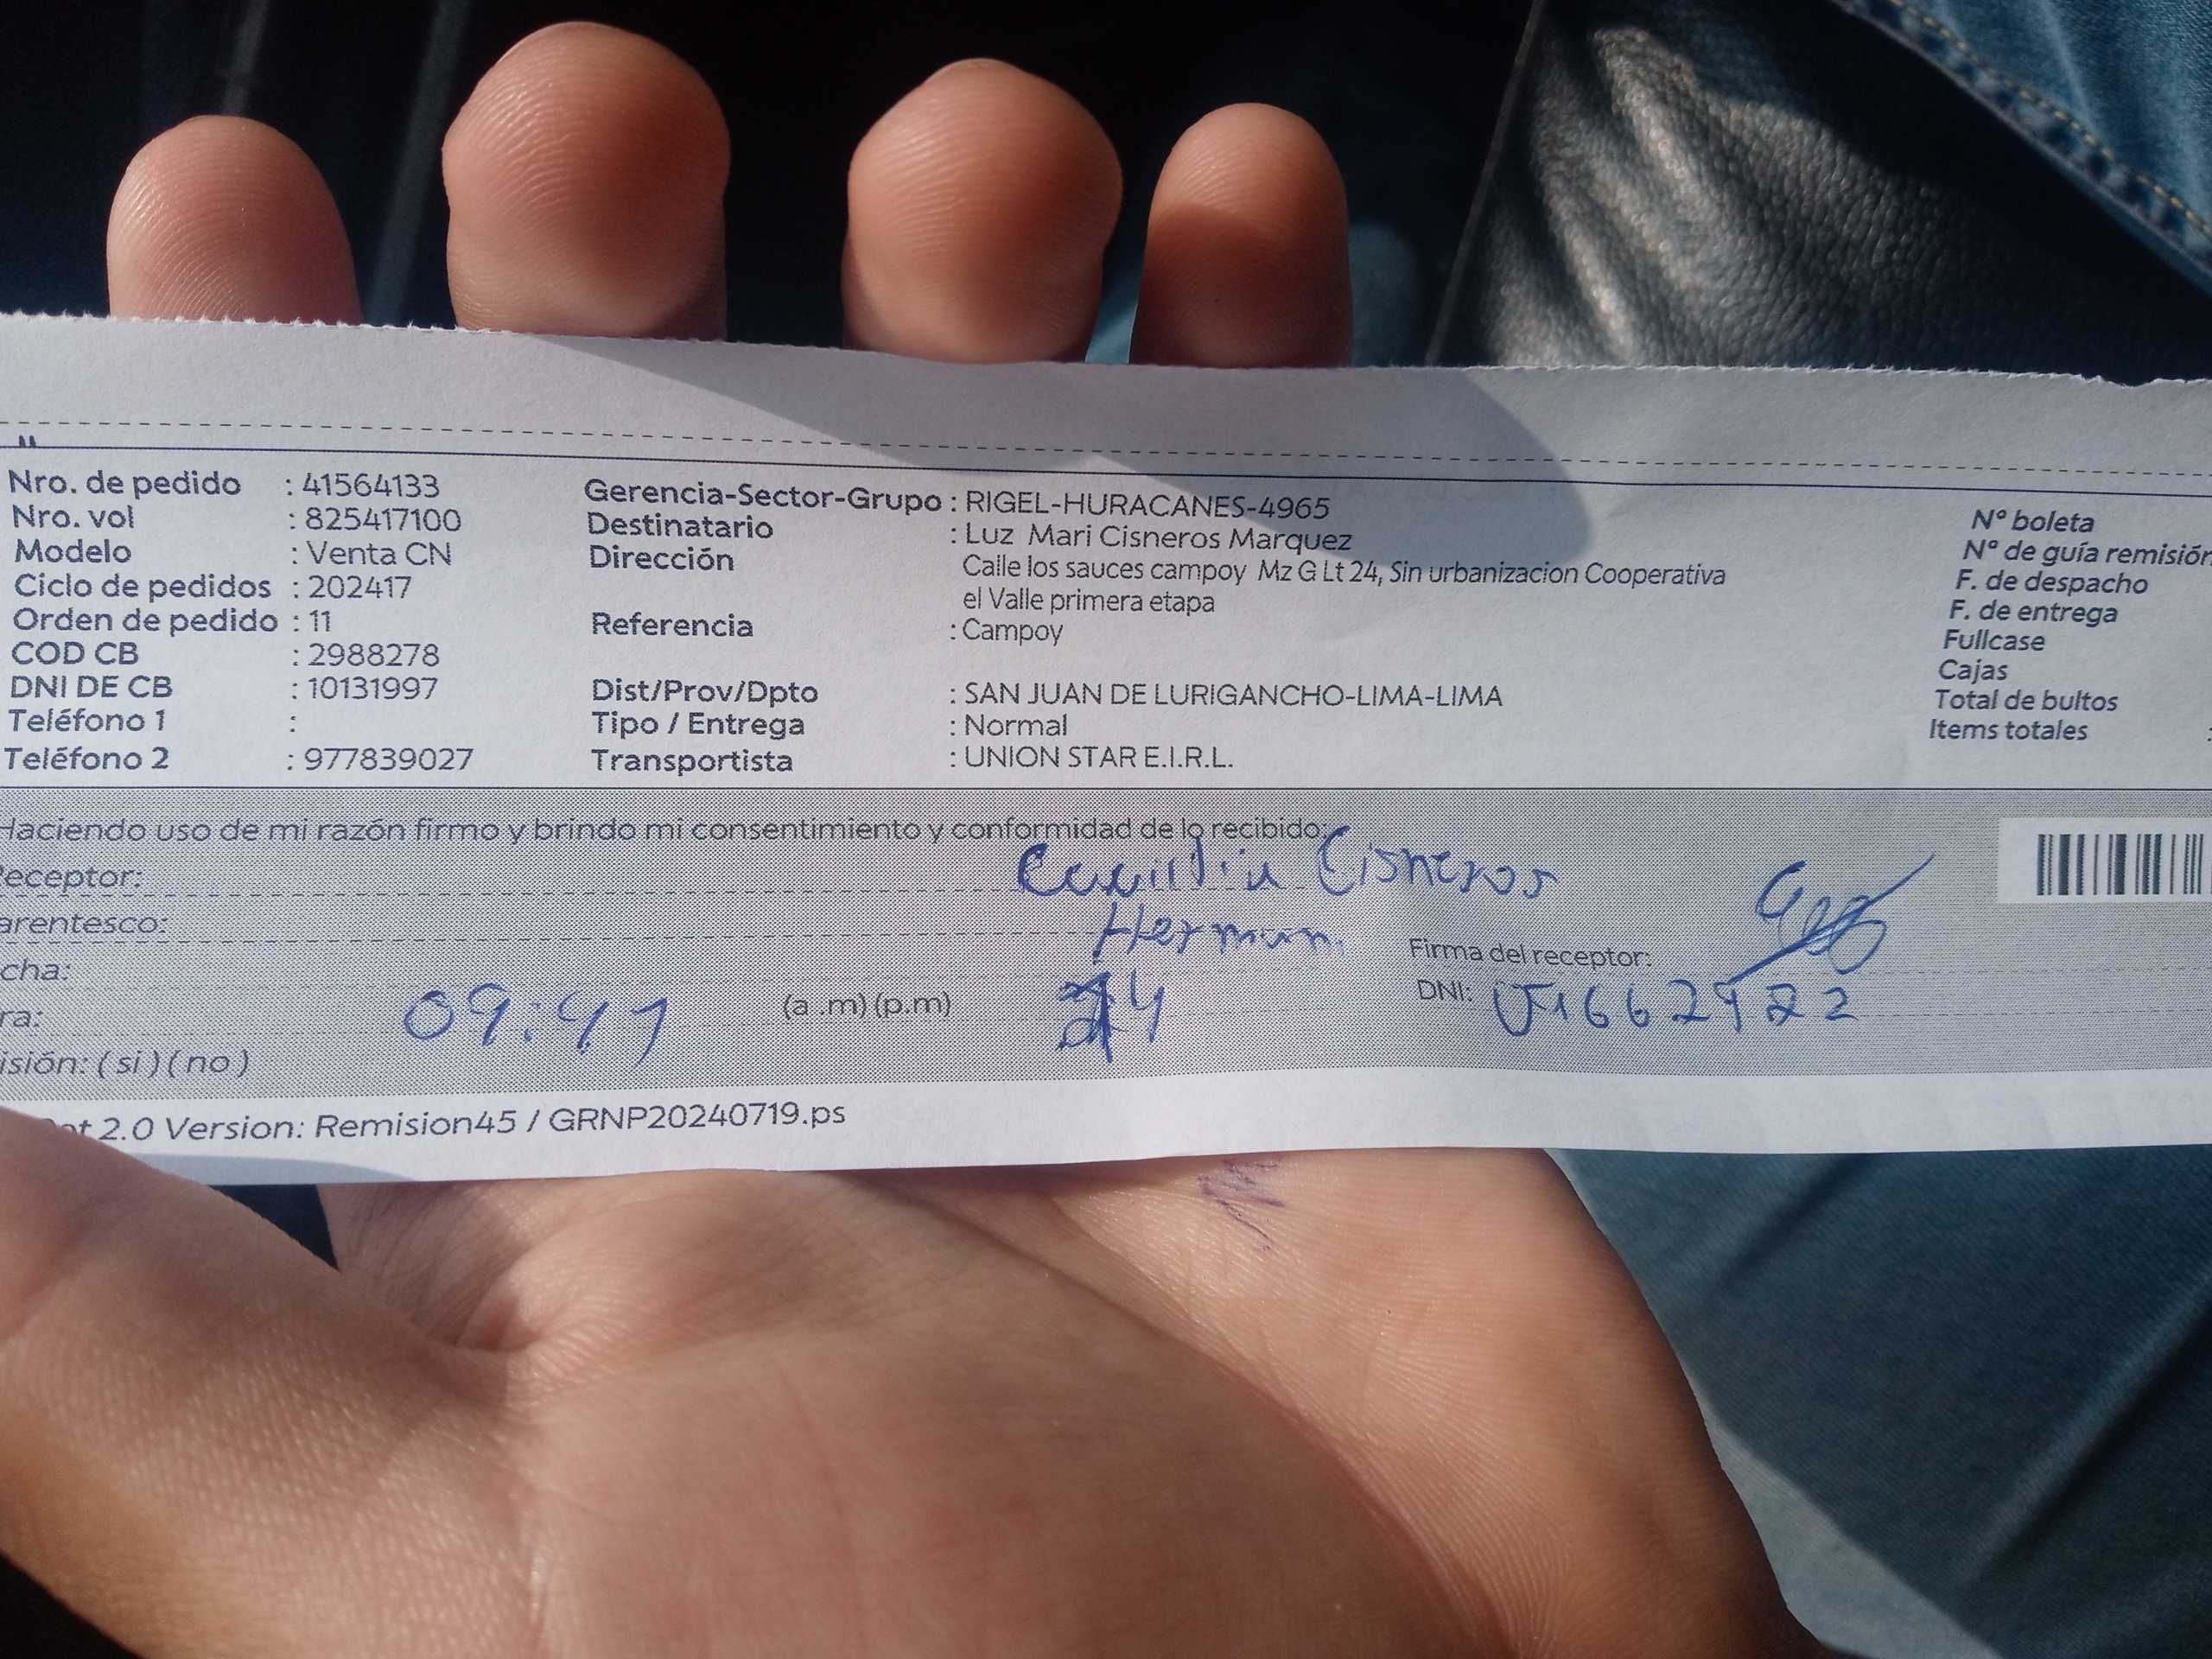 Nro. de pedido : 41564133
Nro. vol : 825417100
Modelo : Venta CN
Ciclo de pedidos : 202417
Orden de pedido : 11
COD CB : 2988278
DNI DE CB : 10131997
Teléfono 1 :
Teléfono 2 : 977839027
Gerencia-Sector-Grupo : RIGEL-HURACANES-4965
Destinatario : Luz Mari Cisneros Marquez
Dirección Calle los sauces campoy Mz G Lt 24, Sin urbanizacion Cooperativa
el Valle primera etapa
Referencia : Campoy
Dist/Prov/Dpto : SAN JUAN DE LURIGANCHO-LIMA-LIMA
Tipo / Entrega : Normal
Transportista : UNION STAR E.I.R.L.
N° boleta
N° de guía remisión
F. de despacho
F. de entrega
Fullcase
Cajas
Total de bultos
Items totales :
Haciendo uso de mi razón firmo y brindo mi consentimiento y conformidad de lo recibido:
eceptor: Cisneros
arentesco:
cha:
Firma del receptor:
ra: 09:41 (a .m) (p.m)
DNI:
isión: ( si ) ( no )
2.0 Version: Remision45 / GRNP20240719.ps